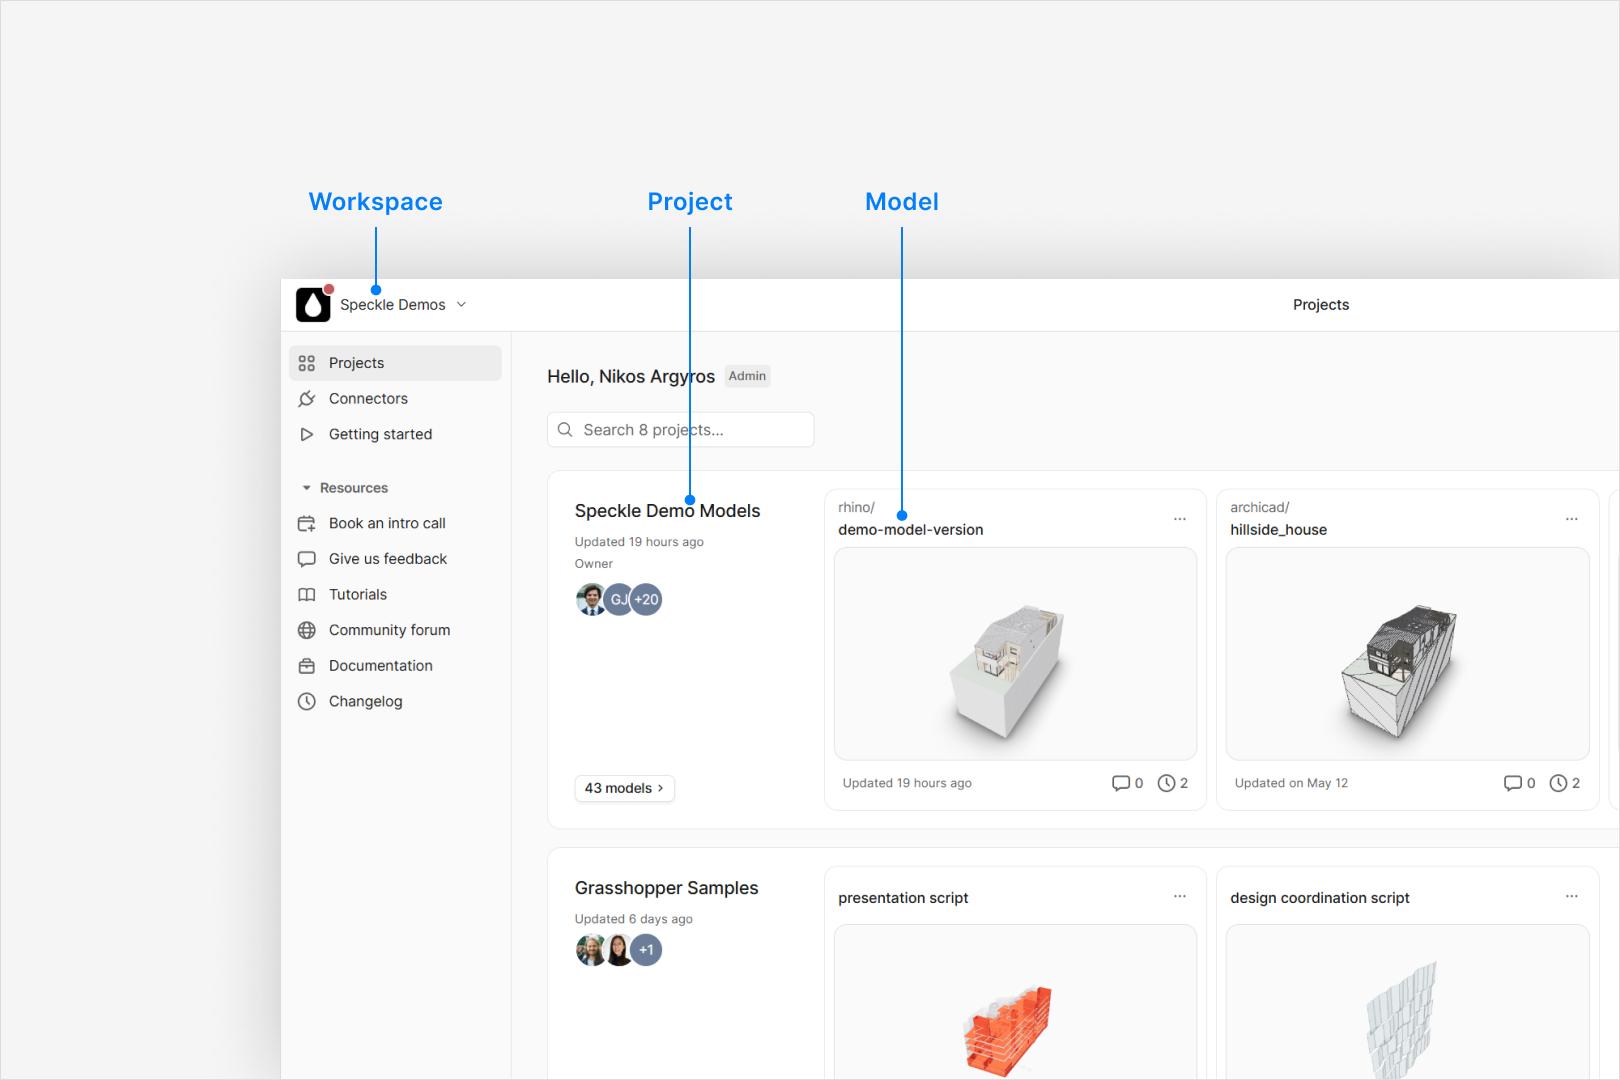 Workspace
Project
Model
Speckle Demos
Projects
Projects
Connectors
Getting started
Resources
Book an intro call
Give us feedback
Tutorials
Community forum
Documentation
Changelog
Hello, Nikos Argyros Admin
Search 8 projects...
Speckle Demo Models
Updated 19 hours ago
Owner
GJ +20
43 models
rhino/
demo-model-version
Updated 19 hours ago 0 2
archicad/
hillside_house
Updated on May 12 0 2
Grasshopper Samples
Updated 6 days ago
+1
presentation script
design coordination script